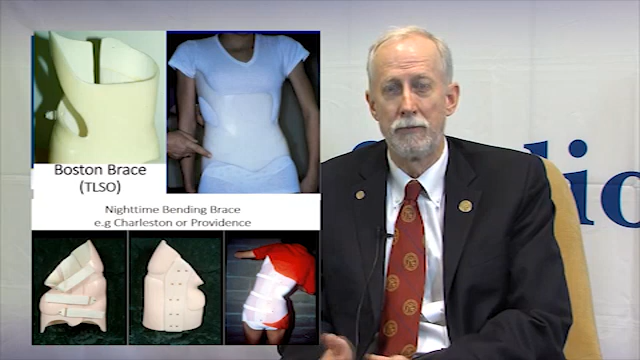 Boston Brace
(TLSO)
Nighttime Bending Brace
e.g Charleston or Providence